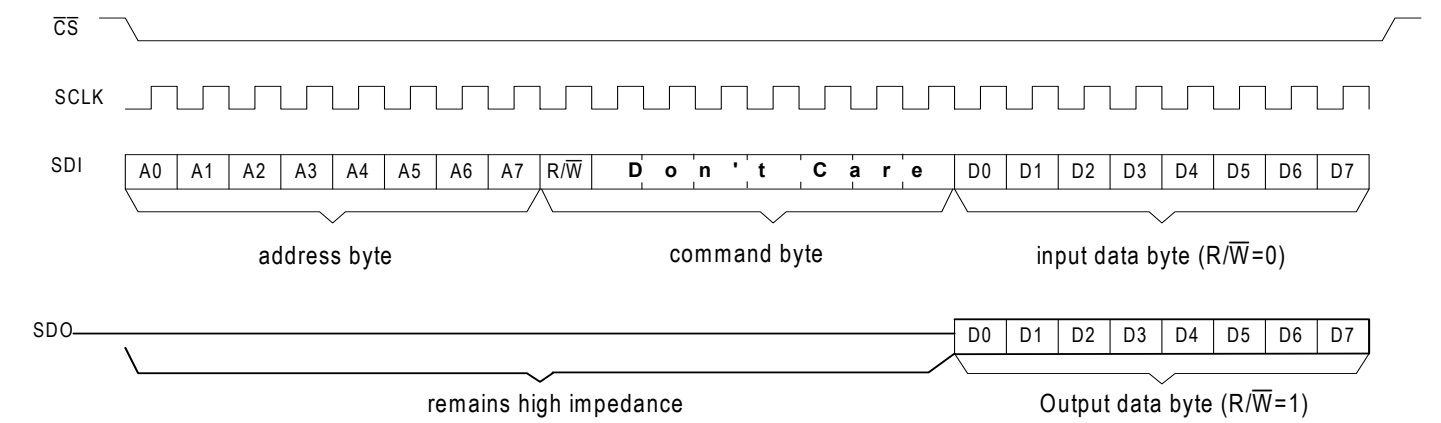 C̅S̅
SCLK
SDI A0 A1 A2 A3 A4 A5 A6 A7 R/W̅ Don't Care D0 D1 D2 D3 D4 D5 D6 D7
address byte command byte input data byte (R/W̅=0)
SDO D0 D1 D2 D3 D4 D5 D6 D7
remains high impedance Output data byte (R/W̅=1)